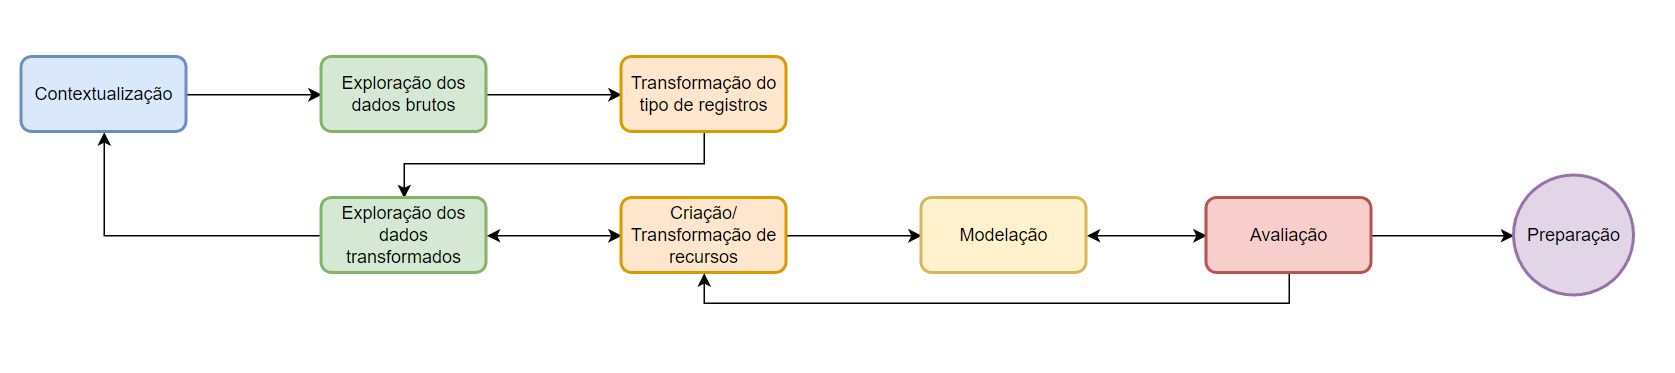 Contextualização
Exploração dos
dados brutos
Transformação do
tipo de registros
Exploração dos
dados
transformados
Criação/
Transformação de
recursos
Modelação
Avaliação
Preparação